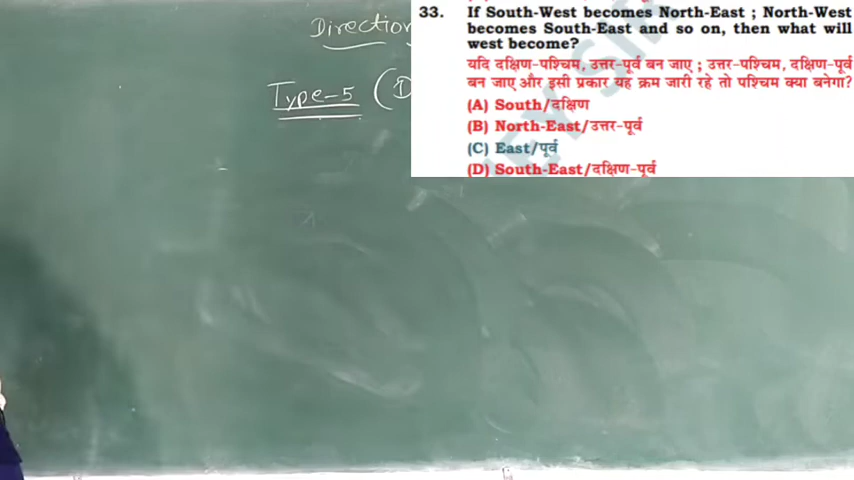 Direction
Type-5 (D
33. If South-West becomes North-East ; North-West
becomes South-East and so on, then what will
west become?
यदि दक्षिण-पश्चिम, उत्तर-पूर्व बन जाए ; उत्तर-पश्चिम, दक्षिण-पूर्व
बन जाए और इसी प्रकार यह क्रम जारी रहे तो पश्चिम क्या बनेगा?
(A) South/दक्षिण
(B) North-East/उत्तर-पूर्व
(C) East/पूर्व
(D) South-East/दक्षिण-पूर्व